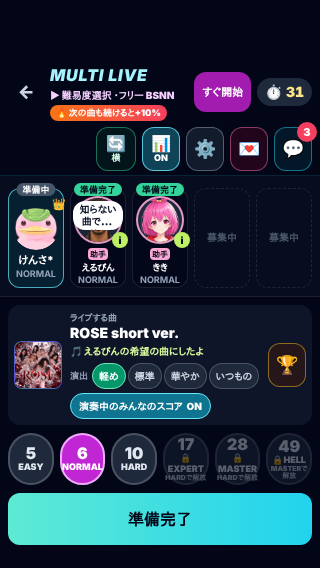 MULTI LIVE
▶ 難易度選択・フリー BSNN
🔥 次の曲も続けると+10%
すぐ開始
⏱️ 31
🔄
横
📊
ON
⚙️
💌
💬
3
準備中
けんさ*
NORMAL
準備完了
知らない
曲で…
i
助手
えるぴん
NORMAL
準備完了
i
助手
きき
NORMAL
募集中
募集中
ライブする曲
ROSE short ver.
🎵 えるぴんの希望の曲にしたよ
演出 軽め 標準 華やか いつもの
演奏中のみんなのスコア ON
5
EASY
6
NORMAL
10
HARD
17
🔒
EXPERT
HARDで解放
28
🔒
MASTER
HARDで解放
49
🔒HELL
MASTERで
解放
準備完了